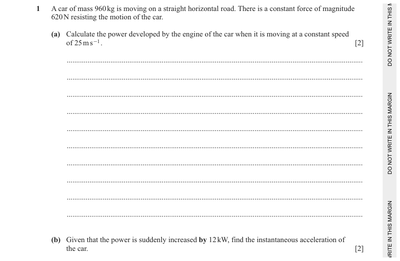 1 A car of mass 960 kg is moving on a straight horizontal road. There is a constant force of magnitude
620 N resisting the motion of the car.
(a) Calculate the power developed by the engine of the car when it is moving at a constant speed
of 25 m s⁻¹. [2]
(b) Given that the power is suddenly increased by 12 kW, find the instantaneous acceleration of
the car. [2]
DO NOT WRITE IN THIS M
DO NOT WRITE IN THIS MARGIN
WRITE IN THIS MARGIN